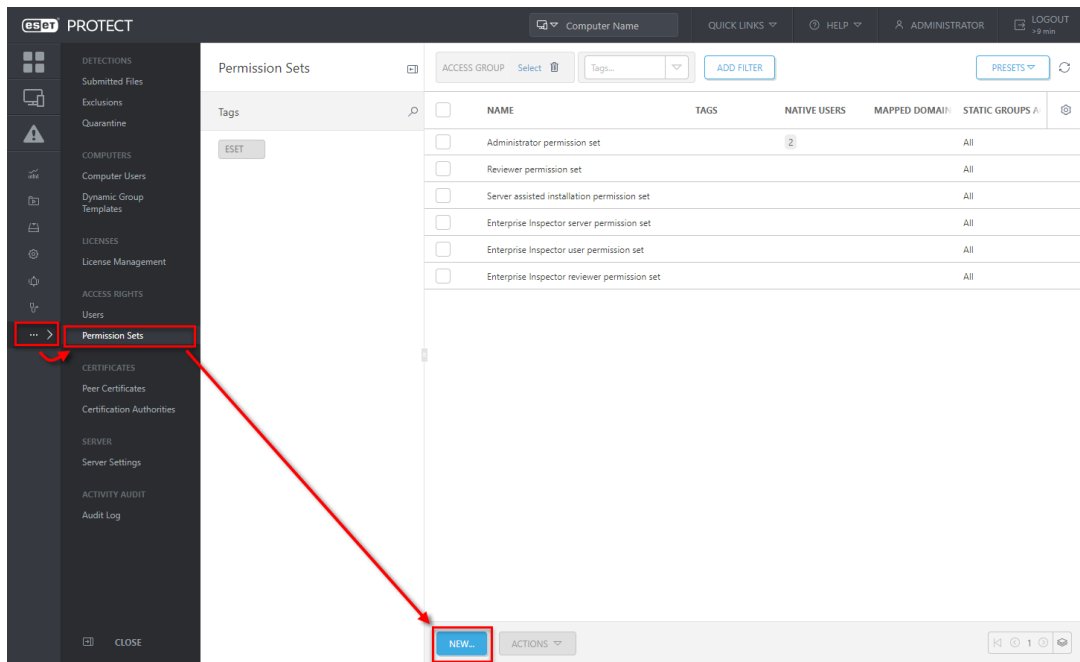 eset PROTECT
Computer Name
QUICK LINKS
HELP
ADMINISTRATOR
LOGOUT
>9 min
DETECTIONS
Submitted Files
Exclusions
Quarantine
COMPUTERS
Computer Users
Dynamic Group
Templates
LICENSES
License Management
ACCESS RIGHTS
Users
Permission Sets
CERTIFICATES
Peer Certificates
Certification Authorities
SERVER
Server Settings
ACTIVITY AUDIT
Audit Log
CLOSE
Permission Sets
Tags
ESET
ACCESS GROUP Select
Tags...
ADD FILTER
PRESETS
NAME TAGS NATIVE USERS MAPPED DOMAIN STATIC GROUPS A
Administrator permission set 2 All
Reviewer permission set All
Server assisted installation permission set All
Enterprise Inspector server permission set All
Enterprise Inspector user permission set All
Enterprise Inspector reviewer permission set All
NEW...
ACTIONS
1